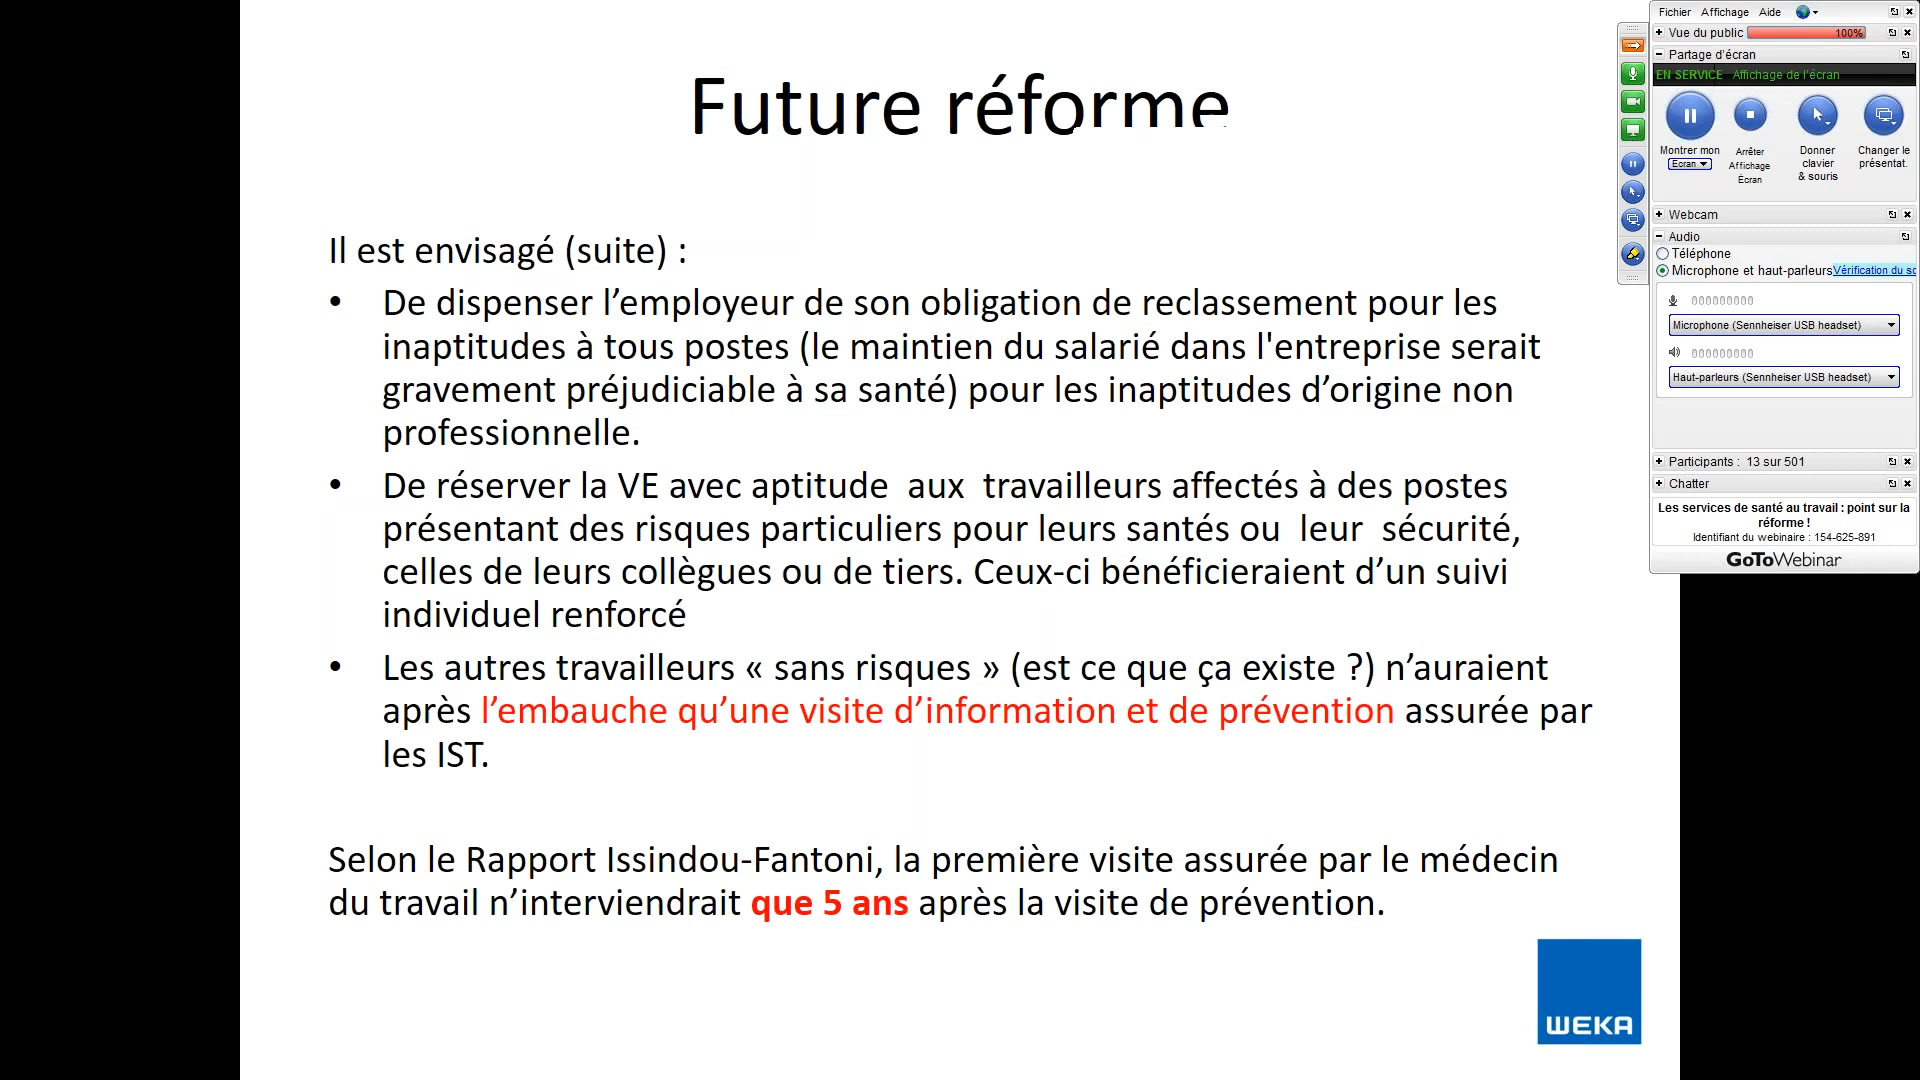 Future réforme
Il est envisagé (suite) :
• De dispenser l’employeur de son obligation de reclassement pour les
inaptitudes à tous postes (le maintien du salarié dans l'entreprise serait
gravement préjudiciable à sa santé) pour les inaptitudes d’origine non
professionnelle.
• De réserver la VE avec aptitude aux travailleurs affectés à des postes
présentant des risques particuliers pour leurs santés ou leur sécurité,
celles de leurs collègues ou de tiers. Ceux-ci bénéficieraient d’un suivi
individuel renforcé
• Les autres travailleurs « sans risques » (est ce que ça existe ?) n’auraient
après l’embauche qu’une visite d’information et de prévention assurée par
les IST.
Selon le Rapport Issindou-Fantoni, la première visite assurée par le médecin
du travail n’interviendrait que 5 ans après la visite de prévention.
WEKA
Fichier Affichage Aide
Vue du public 100%
Partage d'écran
EN SERVICE Affichage de l'écran
Montrer mon
Écran
Arrêter
Affichage
Écran
Donner
clavier
& souris
Changer le
présentat.
Webcam
Audio
Téléphone
Microphone et haut-parleurs Vérification du so
000000000
Microphone (Sennheiser USB headset)
000000000
Haut-parleurs (Sennheiser USB headset)
Participants : 13 sur 501
Chatter
Les services de santé au travail : point sur la
réforme !
Identifiant du webinaire : 154-625-891
GoToWebinar